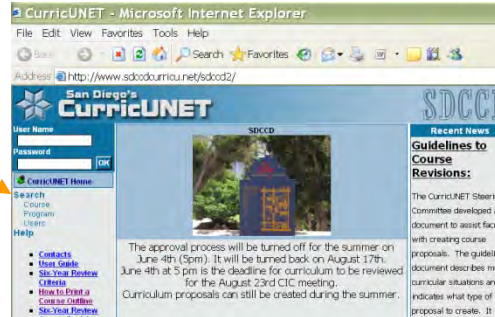 CurricUNET - Microsoft Internet Explorer
File Edit View Favorites Tools Help
Back Search Favorites
Address http://www.sdccdcurricu.net/sdccd2/
San Diego's
CurricUNET
SDCC
User Name
Password
OK
CurricUNET Home
Search
Course
Program
Users
Help
Contacts
User Guide
Six-Year Review
Criteria
How to Print a
Course Outline
Six-Year Review
SDCCD
The approval process will be turned off for the summer on
June 4th (5pm). It will be turned back on August 17th.
June 4th at 5 pm is the deadline for curriculum to be reviewed
for the August 23rd CIC meeting.
Curriculum proposals can still be created during the summer.
Recent News
Guidelines to
Course
Revisions:
The CurricUNET Steeri
Committee developed a
document to assist facu
with creating course
proposals. The guideli
document describes m
curricular situations an
indicates what type of
proposal to create. It